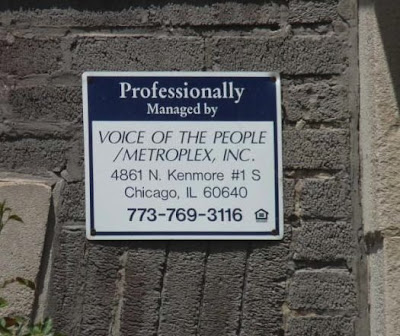 Professionally
Managed by
VOICE OF THE PEOPLE
/METROPLEX, INC.
4861 N. Kenmore #1 S
Chicago, IL 60640
773-769-3116